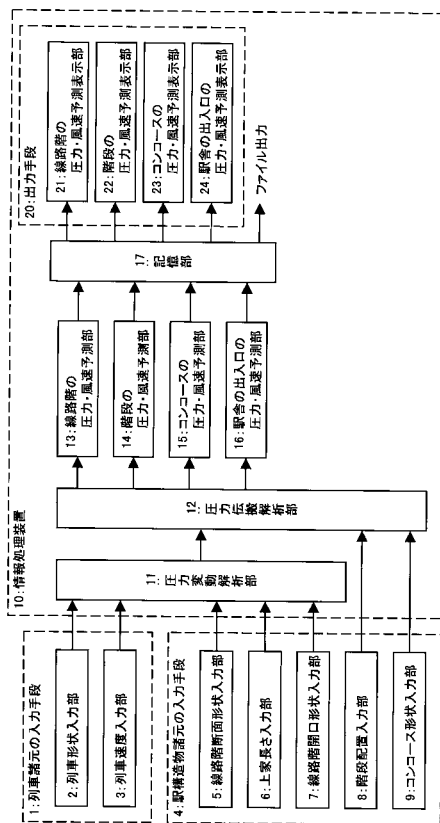 1:列車諸元の入力手段
2:列車形状入力部
3:列車速度入力部
4:駅構造物諸元の入力手段
5:線路階断面形状入力部
6:上家長さ入力部
7:線路階開口形状入力部
8:階段配置入力部
9:コンコース形状入力部
10:情報処理装置
11:圧力変動解析部
12:圧力伝搬解析部
13:線路階の
圧力・風速予測部
14:階段の
圧力・風速予測部
15:コンコースの
圧力・風速予測部
16:駅舎の出入口の
圧力・風速予測部
17:記憶部
20:出力手段
21:線路階の
圧力・風速予測表示部
22:階段の
圧力・風速予測表示部
23:コンコースの
圧力・風速予測表示部
24:駅舎の出入口の
圧力・風速予測表示部
ファイル出力